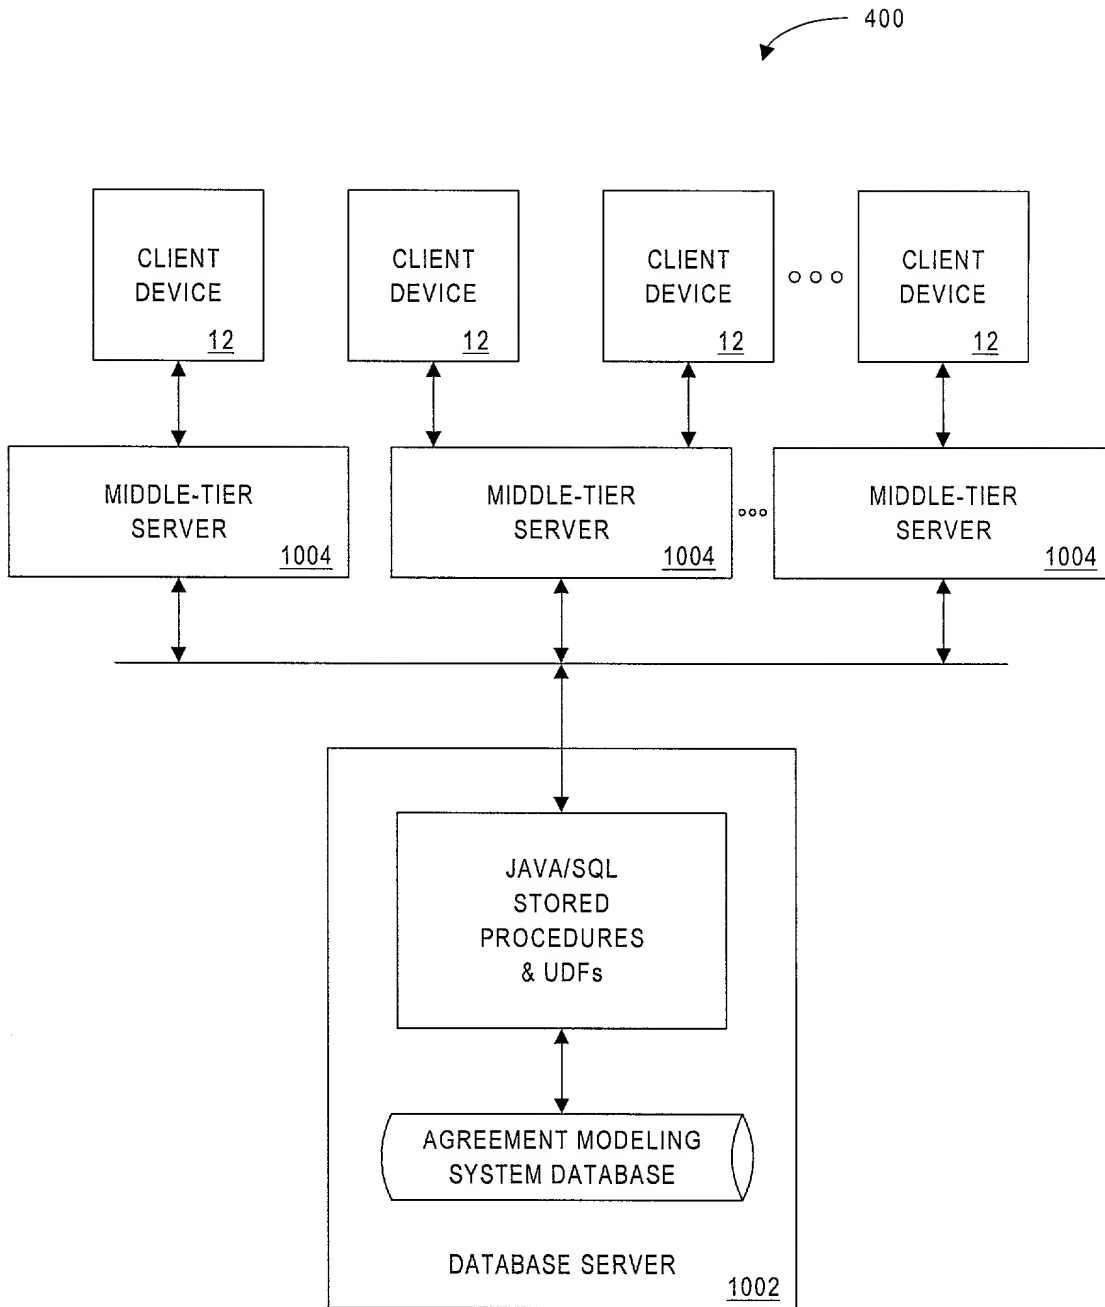 400
CLIENT
DEVICE
12
CLIENT
DEVICE
12
CLIENT
DEVICE
12
CLIENT
DEVICE
12
MIDDLE-TIER
SERVER
1004
MIDDLE-TIER
SERVER
1004
MIDDLE-TIER
SERVER
1004
JAVA/SQL
STORED
PROCEDURES
& UDFs
AGREEMENT MODELING
SYSTEM DATABASE
DATABASE SERVER
1002